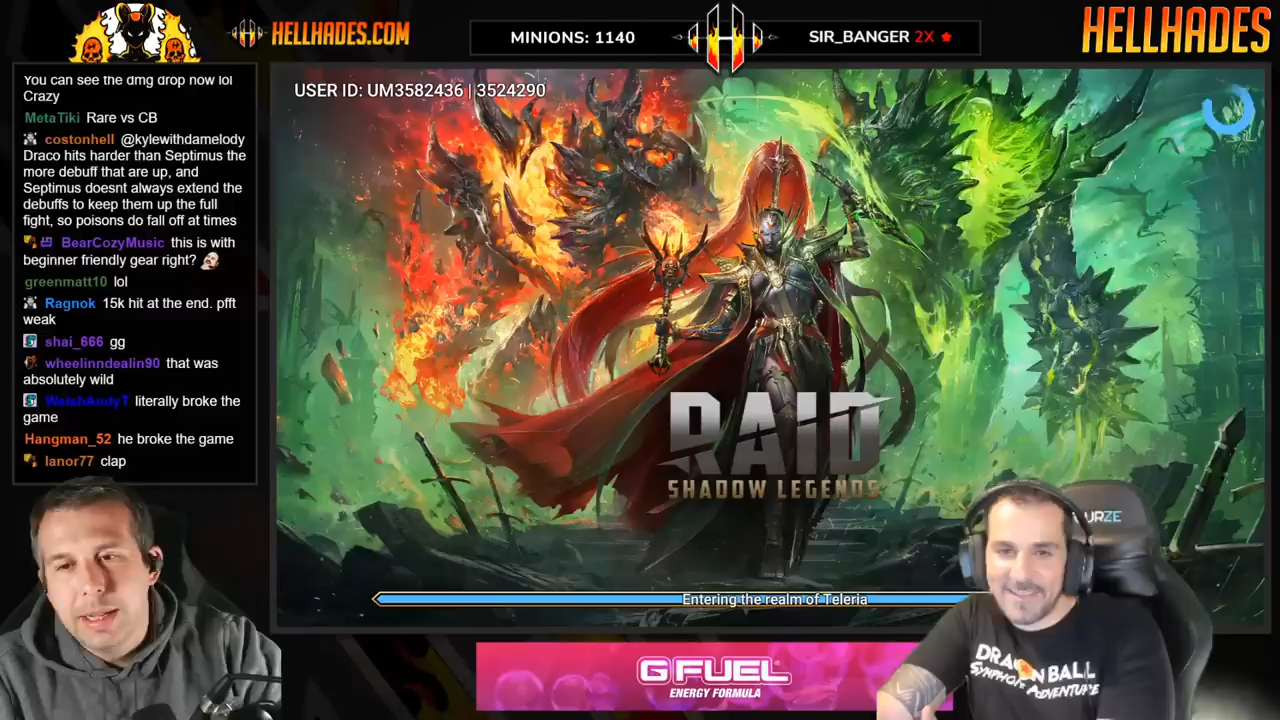 HELLHADES.COM
MINIONS: 1140
SIR_BANGER 2X
HELLHADES
You can see the dmg drop now lol
Crazy
MetaTiki Rare vs CB
costonhell @kylewithdamelody
Draco hits harder than Septimus the
more debuff that are up, and
Septimus doesnt always extend the
debuffs to keep them up the full
fight, so poisons do fall off at times
BearCozyMusic this is with
beginner friendly gear right?
greenmatt10 lol
Ragnok 15k hit at the end. pfft
weak
shai_666 gg
wheelinndealin90 that was
absolutely wild
WelshAndyT literally broke the
game
Hangman_52 he broke the game
lanor77 clap
USER ID: UM3582436 | 3524290
RAID
SHADOW LEGENDS
Entering the realm of Teleria
G FUEL
ENERGY FORMULA
DRAGON BALL
SYMPHONIC ADVENTURE